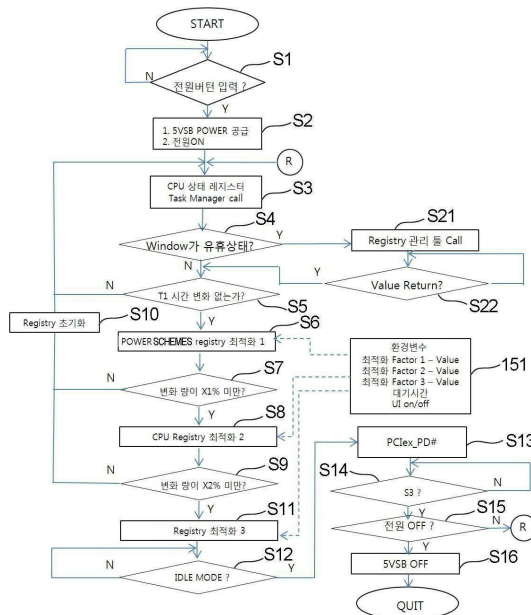 START
S1
전원버턴 입력 ?
N
Y
S2
1. 5VSB POWER 공급
2. 전원ON
R
S3
CPU 상태 레지스터
Task Manager call
S4
Window가 유휴상태?
Y
N
S21
Registry 관리 툴 Call
Value Return?
Y
N
S22
T1 시간 변화 없는가?
N
Y
S5
S10
Registry 초기화
S6
POWER SCHEMES registry 최적화 1
S7
변화 량이 X1% 미만?
N
Y
환경변수
최적화 Factor 1 – Value
최적화 Factor 2 – Value
최적화 Factor 3 – Value
대기시간
UI on/off
151
S8
CPU Registry 최적화 2
S9
변화 량이 X2% 미만?
N
Y
S11
Registry 최적화 3
S12
IDLE MODE ?
N
Y
PCIex_PD#
S13
S14
S3 ?
N
Y
S15
전원 OFF ?
N
R
Y
S16
5VSB OFF
QUIT